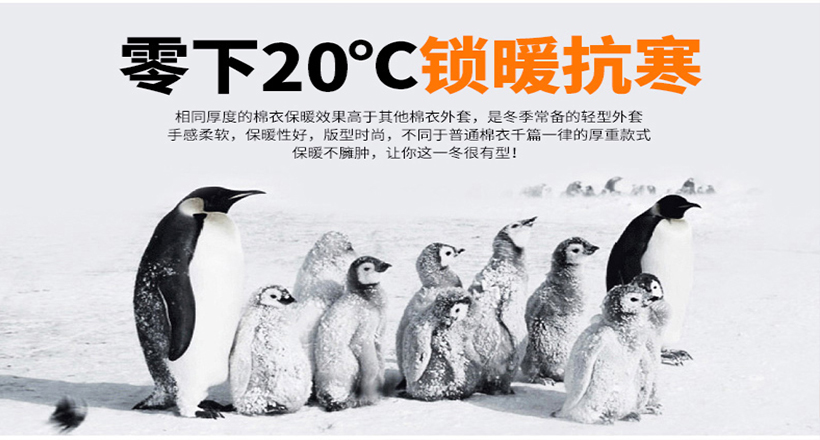 零下20℃锁暖抗寒
相同厚度的棉衣保暖效果高于其他棉衣外套，是冬季常备的轻型外套
手感柔软，保暖性好，版型时尚，不同于普通棉衣千篇一律的厚重款式
保暖不臃肿，让你这一冬很有型！